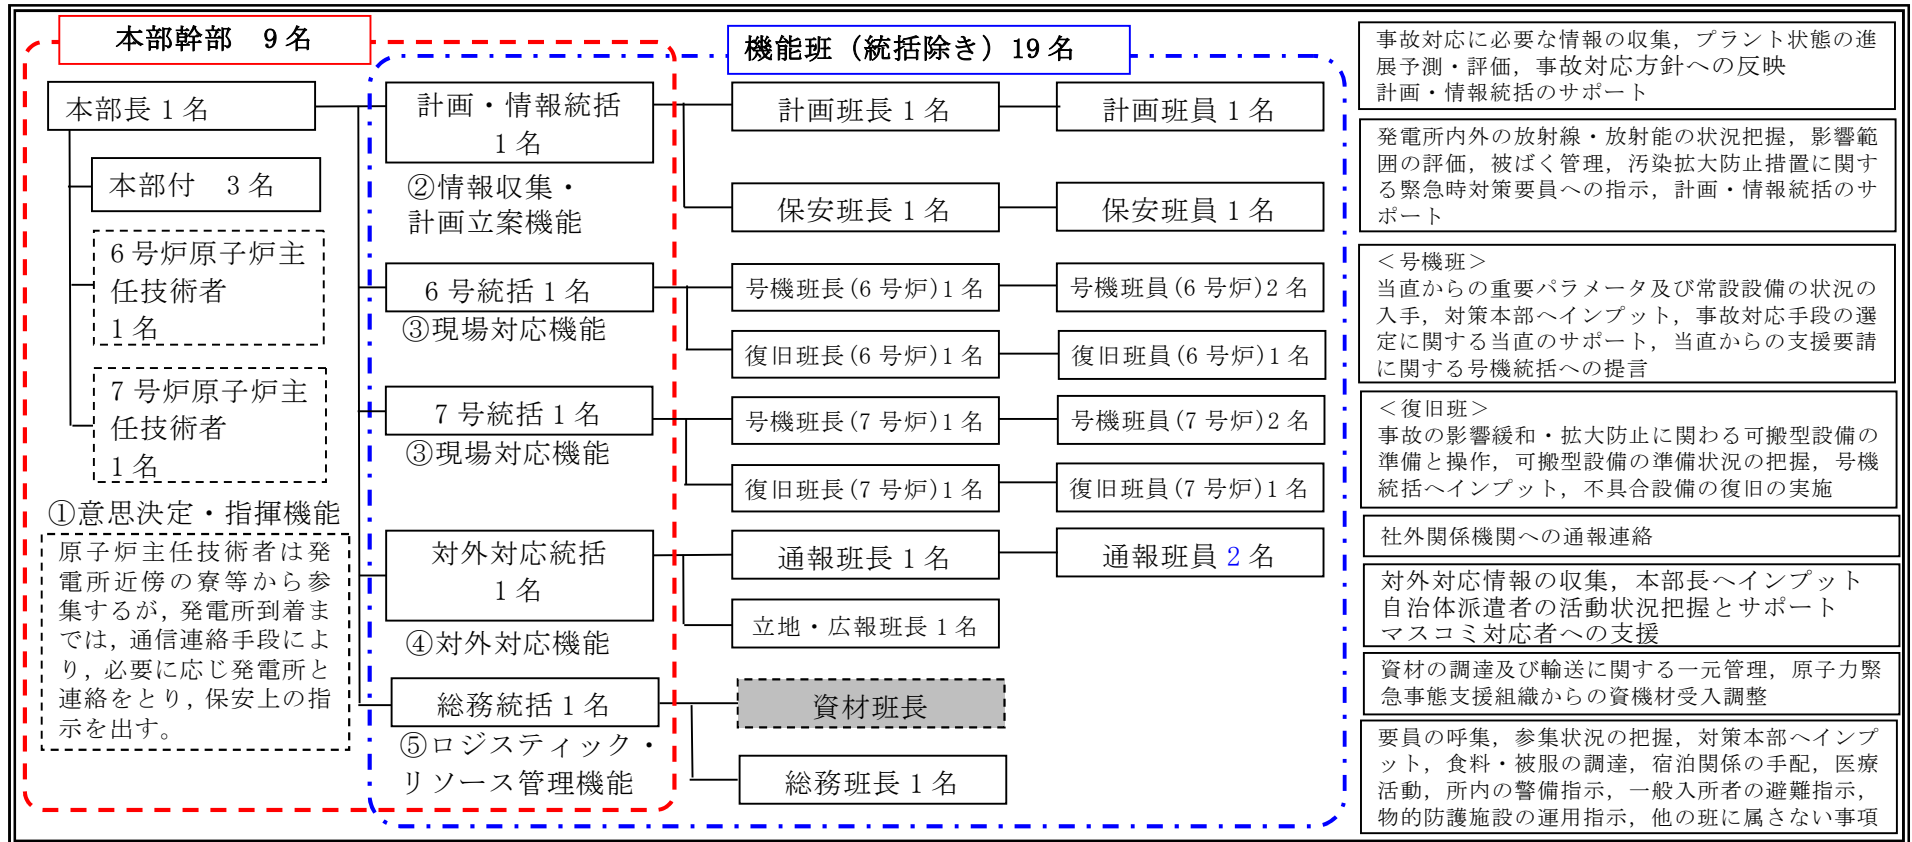 本部幹部　9名
機能班（統括除き）19名
本部長1名
本部付　3名
6号炉原子炉主
任技術者
1名
7号炉原子炉主
任技術者
1名
①意思決定・指揮機能
原子炉主任技術者は発
電所近傍の寮等から参
集するが，発電所到着ま
では，通信連絡手段によ
り，必要に応じ発電所と
連絡をとり，保安上の指
示を出す。
計画・情報統括
1名
②情報収集・
計画立案機能
6号統括1名
③現場対応機能
7号統括1名
③現場対応機能
対外対応統括
1名
④対外対応機能
総務統括1名
⑤ロジスティック・
リソース管理機能
計画班長1名
計画班員1名
保安班長1名
保安班員1名
号機班長(6号炉)1名
号機班員(6号炉)2名
復旧班長(6号炉)1名
復旧班員(6号炉)1名
号機班長(7号炉)1名
号機班員(7号炉)2名
復旧班長(7号炉)1名
復旧班員(7号炉)1名
通報班長1名
通報班員2名
立地・広報班長1名
資材班長
総務班長1名
事故対応に必要な情報の収集，プラント状態の進
展予測・評価，事故対応方針への反映
計画・情報統括のサポート
発電所内外の放射線・放射能の状況把握，影響範
囲の評価，被ばく管理，汚染拡大防止措置に関す
る緊急時対策要員への指示，計画・情報統括のサ
ポート
＜号機班＞
当直からの重要パラメータ及び常設設備の状況の
入手，対策本部へインプット，事故対応手段の選
定に関する当直のサポート，当直からの支援要請
に関する号機統括への提言
＜復旧班＞
事故の影響緩和・拡大防止に関わる可搬型設備の
準備と操作，可搬型設備の準備状況の把握，号機
統括へインプット，不具合設備の復旧の実施
社外関係機関への通報連絡
対外対応情報の収集，本部長へインプット
自治体派遣者の活動状況把握とサポート
マスコミ対応者への支援
資材の調達及び輸送に関する一元管理，原子力緊
急事態支援組織からの資機材受入調整
要員の呼集，参集状況の把握，対策本部へインプ
ット，食料・被服の調達，宿泊関係の手配，医療
活動，所内の警備指示，一般入所者の避難指示，
物的防護施設の運用指示，他の班に属さない事項